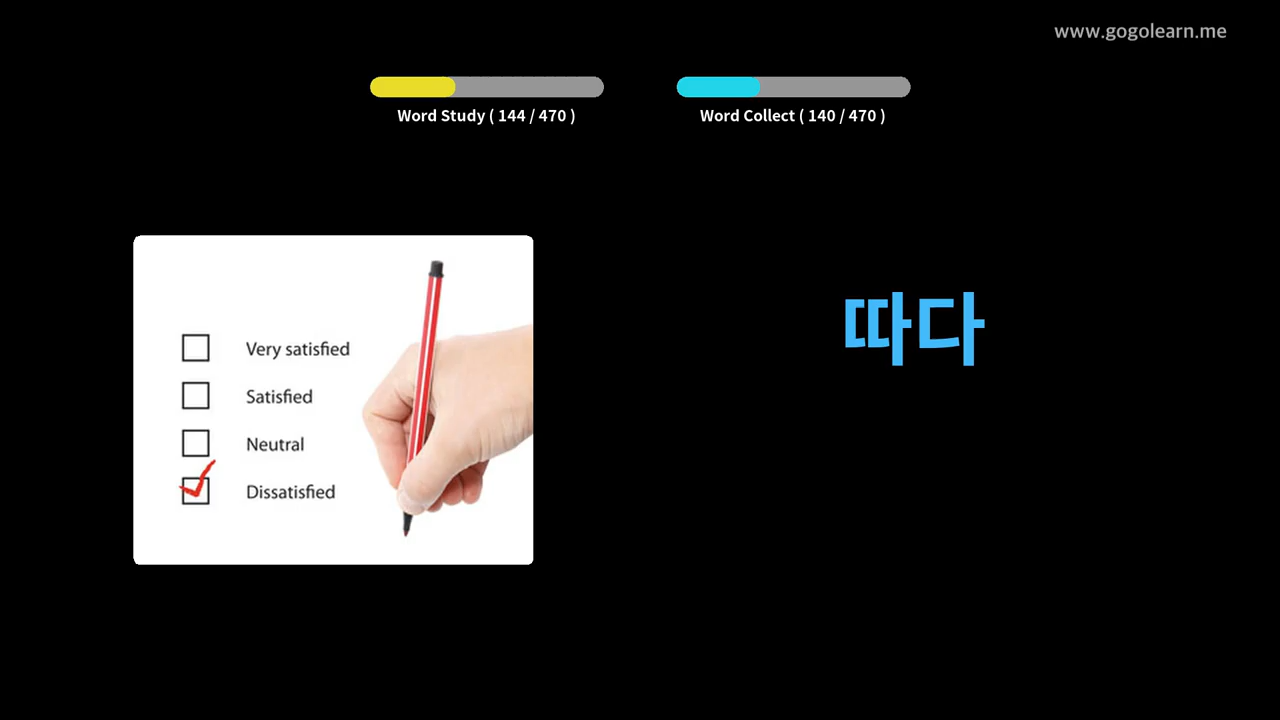 www.gogolearn.me
Word Study ( 144 / 470 )
Word Collect ( 140 / 470 )
Very satisfied
Satisfied
Neutral
Dissatisfied
따다